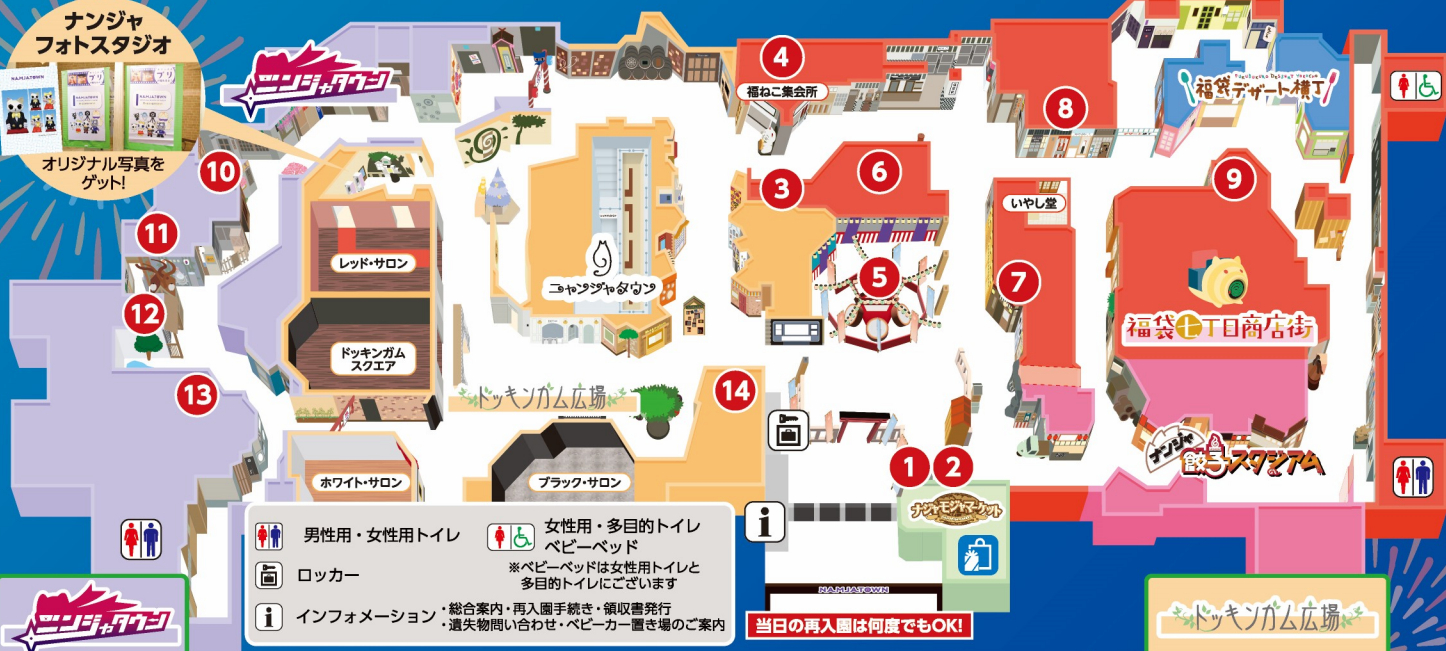 ナンジャ
フォトスタジオ
NAMJATOWN
オリジナル写真を
ゲット!
ニンジャタウン
4
福ねこ集会所
8
FUKUBUKURO DESSERT YOKOCHO
福袋デザート横丁
10
3
6
いやし堂
9
11
レッド・サロン
ニャンジャタウン
5
7
12
福袋七丁目商店街
ドッキンガム
スクエア
13
ドッキンガム広場
14
ナンジャ
餃子スタジアム
1
2
ホワイト・サロン
ブラック・サロン
ナジャモジャマーケット
i
男性用・女性用トイレ
女性用・多目的トイレ
ベビーベッド
※ベビーベッドは女性用トイレと
多目的トイレにございます
ロッカー
i
インフォメーション
・総合案内・再入園手続き・領収書発行
・遺失物問い合わせ・ベビーカー置き場のご案内
NAMJATOWN
当日の再入園は何度でもOK!
ニンジャタウン
ドッキンガム広場